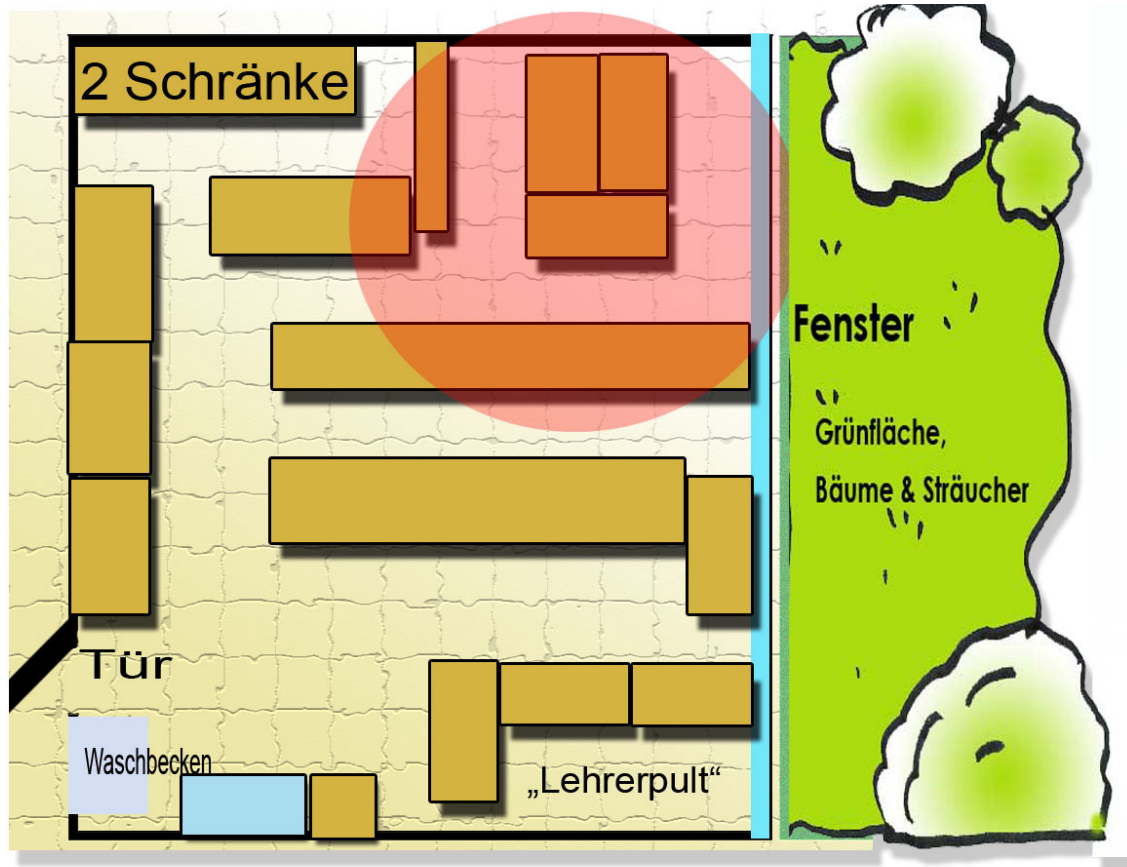 2 Schränke
Fenster
Grünfläche,
Bäume & Sträucher
Tür
Waschbecken
„Lehrerpult“